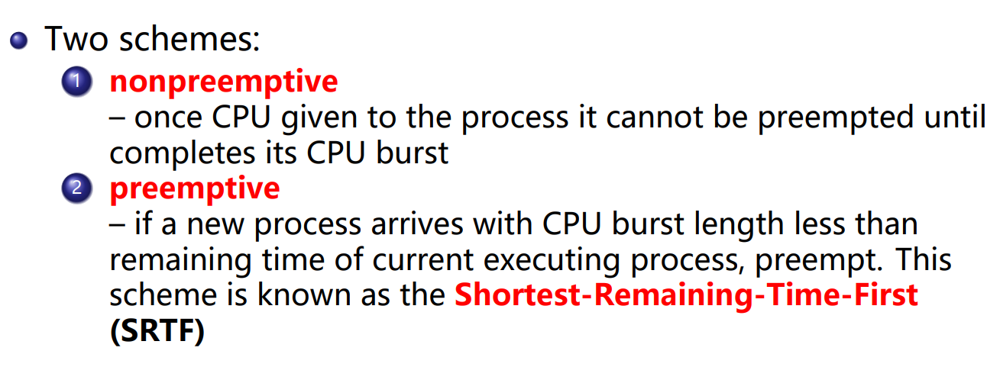 Two schemes:
1 nonpreemptive
– once CPU given to the process it cannot be preempted until
completes its CPU burst
2 preemptive
– if a new process arrives with CPU burst length less than
remaining time of current executing process, preempt. This
scheme is known as the Shortest-Remaining-Time-First
(SRTF)